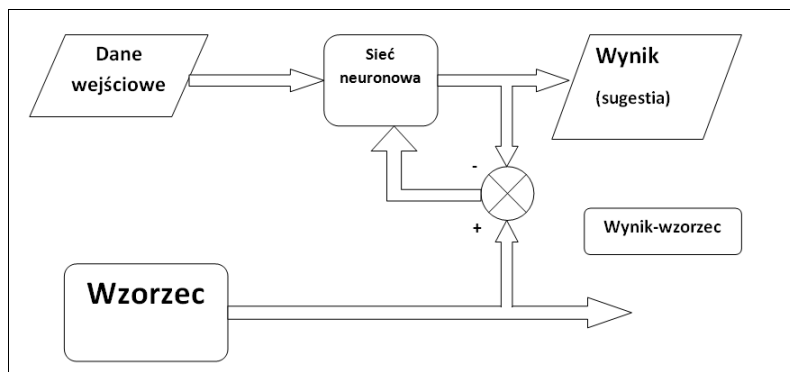 Dane
wejściowe
Sieć
neuronowa
Wynik
(sugestia)
-
+
Wynik-wzorzec
Wzorzec